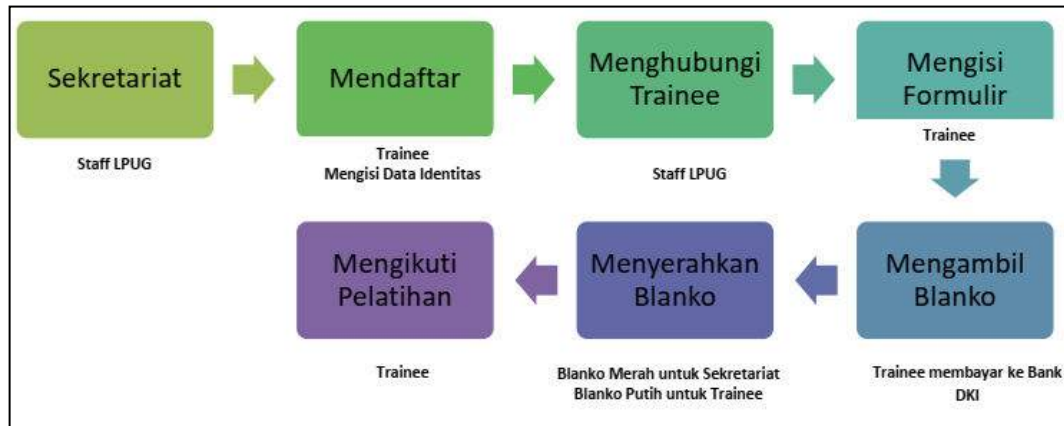 Sekretariat
Staff LPUG
Mendaftar
Trainee
Mengisi Data Identitas
Menghubungi
Trainee
Staff LPUG
Mengisi
Formulir
Trainee
Mengambil
Blanko
Trainee membayar ke Bank
DKI
Menyerahkan
Blanko
Blanko Merah untuk Sekretariat
Blanko Putih untuk Trainee
Mengikuti
Pelatihan
Trainee